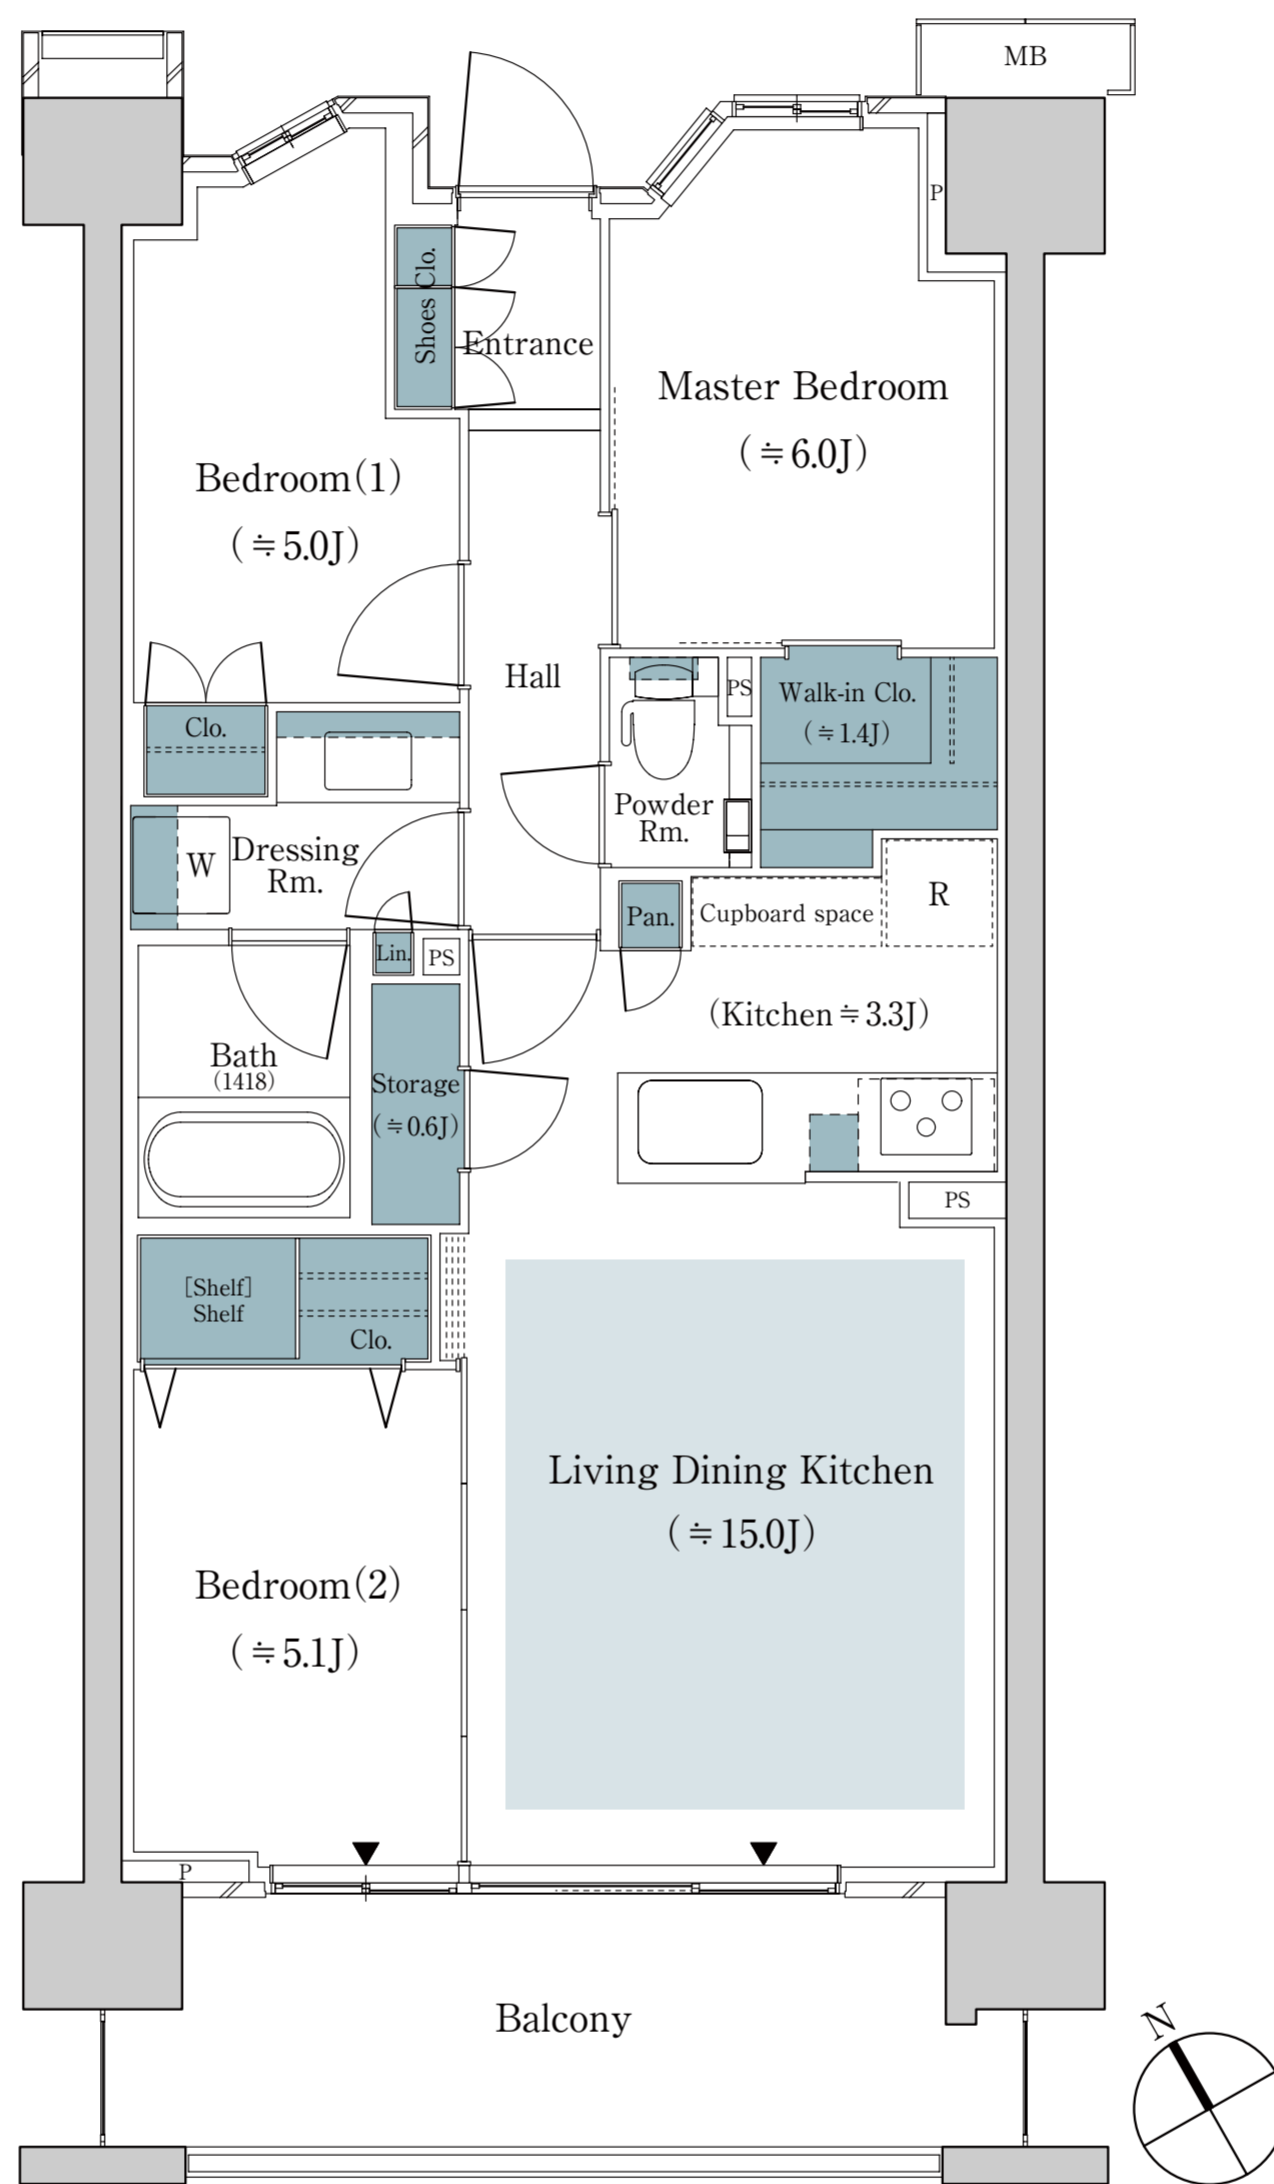 MB
P
Shoes Clo.
Entrance
Master Bedroom
(≒6.0J)
Bedroom(1)
(≒5.0J)
Hall
PS
Walk-in Clo.
(≒1.4J)
Clo.
Powder
Rm.
W
Dressing
Rm.
R
Pan.
Cupboard space
Lin.
PS
(Kitchen≒3.3J)
Bath
(1418)
Storage
(≒0.6J)
PS
[Shelf]
Shelf
Clo.
Living Dining Kitchen
(≒15.0J)
Bedroom(2)
(≒5.1J)
P
Balcony
N